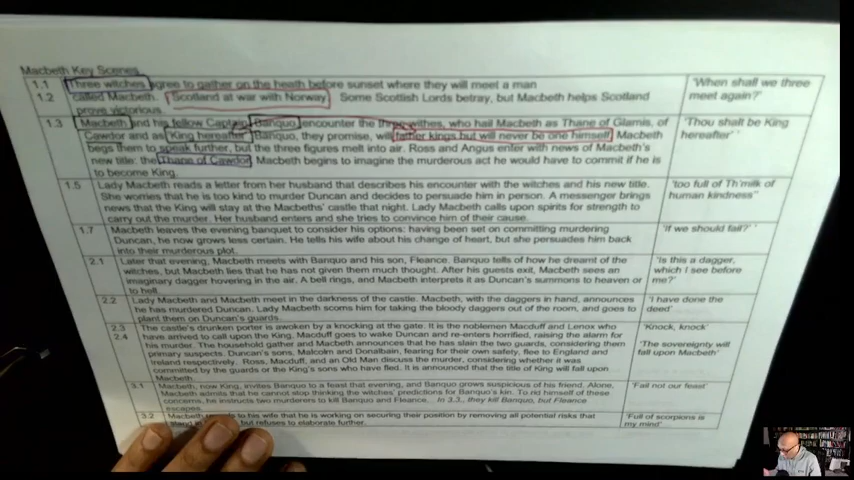 Macbeth Key Scenes
1.1 Three witches agree to gather on the heath before sunset where they will meet a man 'When shall we three
1.2 called Macbeth. Scotland at war with Norway. Some Scottish Lords betray, but Macbeth helps Scotland meet again?'
prove victorious.
1.3 Macbeth and his fellow Captain Banquo encounter the three withes, who hail Macbeth as Thane of Glamis, of 'Thou shalt be King
Cawdor and as King hereafter. Banquo, they promise, will father kings but will never be one himself. Macbeth hereafter'
begs them to speak further, but the three figures melt into air. Ross and Angus enter with news of Macbeth's
new title: the Thane of Cawdor. Macbeth begins to imagine the murderous act he would have to commit if he is
to become King.
1.5 Lady Macbeth reads a letter from her husband that describes his encounter with the witches and his new title. 'too full of Th'milk of
She worries that he is too kind to murder Duncan and decides to persuade him in person. A messenger brings human kindness'
news that the King will stay at the Macbeths' castle that night. Lady Macbeth calls upon spirits for strength to
carry out the murder. Her husband enters and she tries to convince him of their cause.
1.7 Macbeth leaves the evening banquet to consider his options: having been set on committing murdering 'If we should fail?'
Duncan, he now grows less certain. He tells his wife about his change of heart, but she persuades him back
into their murderous plot.
2.1 Later that evening, Macbeth meets with Banquo and his son, Fleance. Banquo tells of how he dreamt of the 'Is this a dagger,
witches, but Macbeth lies that he has not given them much thought. After his guests exit, Macbeth sees an which I see before
imaginary dagger hovering in the air. A bell rings, and Macbeth interprets it as Duncan's summons to heaven or me?'
to hell.
2.2 Lady Macbeth and Macbeth meet in the darkness of the castle. Macbeth, with the daggers in hand, announces 'I have done the
he has murdered Duncan. Lady Macbeth scorns him for taking the bloody daggers out of the room, and goes to deed'
plant them on Duncan's guards.
2.3 The castle's drunken porter is awoken by a knocking at the gate. It is the noblemen Macduff and Lenox who 'Knock, knock'
2.4 have arrived to call upon the King. Macduff goes to wake Duncan and re-enters horrified, raising the alarm for
his murder. The household gather and Macbeth announces that he has slain the two guards, considering them 'The sovereignty will
primary suspects. Duncan's sons, Malcolm and Donalbain, fearing for their own safety, flee to England and fall upon Macbeth'
Ireland respectively. Ross, Macduff, and an Old Man discuss the murder, considering whether it was
committed by the guards or the King's sons who have fled. It is announced that the title of King will fall upon
Macbeth.
3.1 Macbeth, now King, invites Banquo to a feast that evening, and Banquo grows suspicious of his friend. Alone, 'Fail not our feast'
Macbeth admits that he cannot stop thinking the witches' predictions for Banquo's kin. To rid himself of these
concerns, he instructs two murderers to kill Banquo and Fleance... In 3.3., they kill Banquo, but Fleance
escapes.
3.2 Macbeth to his wife that he is working on securing their position by removing all potential risks that 'Full of scorpions is
but refuses to elaborate further. my mind'